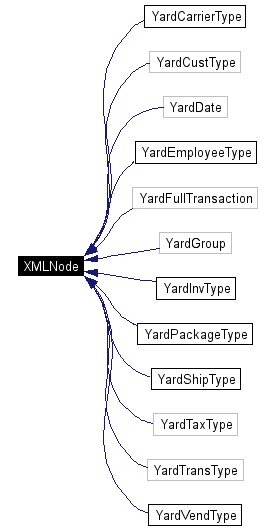 YardCarrierType
YardCustType
YardDate
YardEmployeeType
YardFullTransaction
YardGroup
XMLNode
YardInvType
YardPackageType
YardShipType
YardTaxType
YardTransType
YardVendType